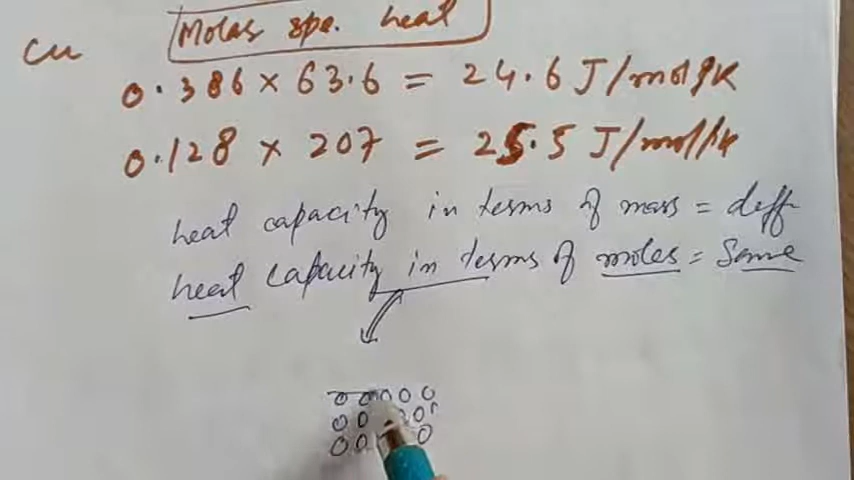 Molar spe. heat
Cu
0.386 × 63.6 = 24.6 J/mol/K
0.128 × 207 = 25.5 J/mol/K
heat capacity in terms of mass = diff
heat capacity in terms of moles = Same